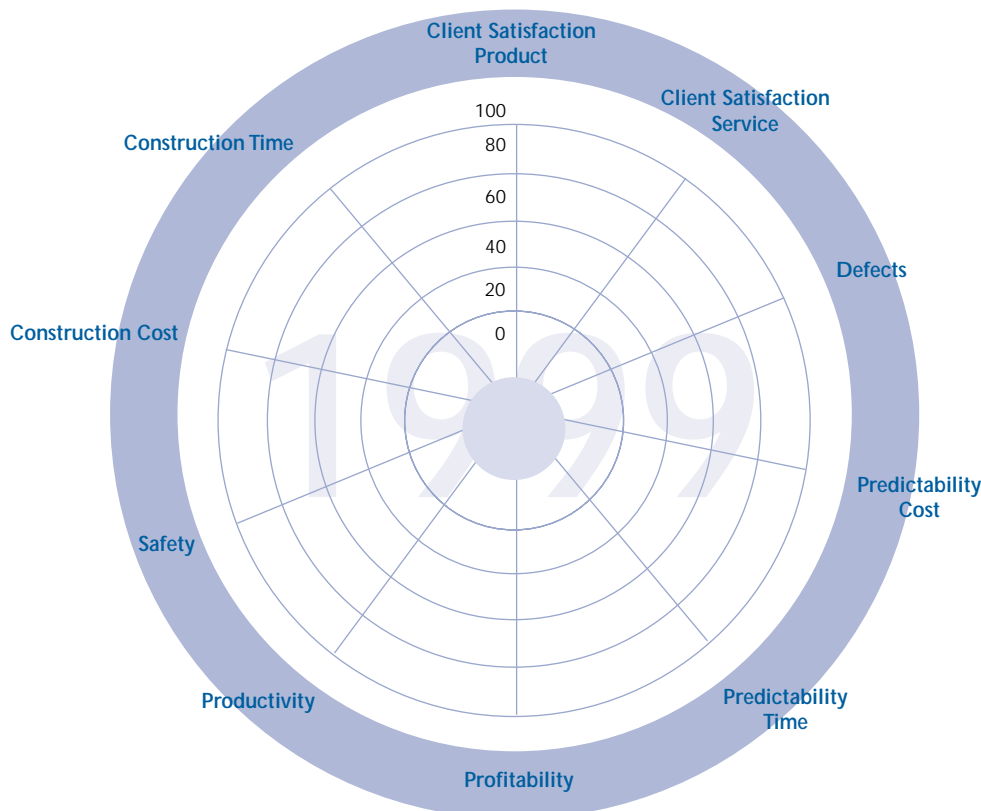 Client Satisfaction
Product
Client Satisfaction
Service
Construction Time
100
80
60
40
20
0
Defects
Construction Cost
1999
Predictability
Cost
Safety
Productivity
Predictability
Time
Profitability